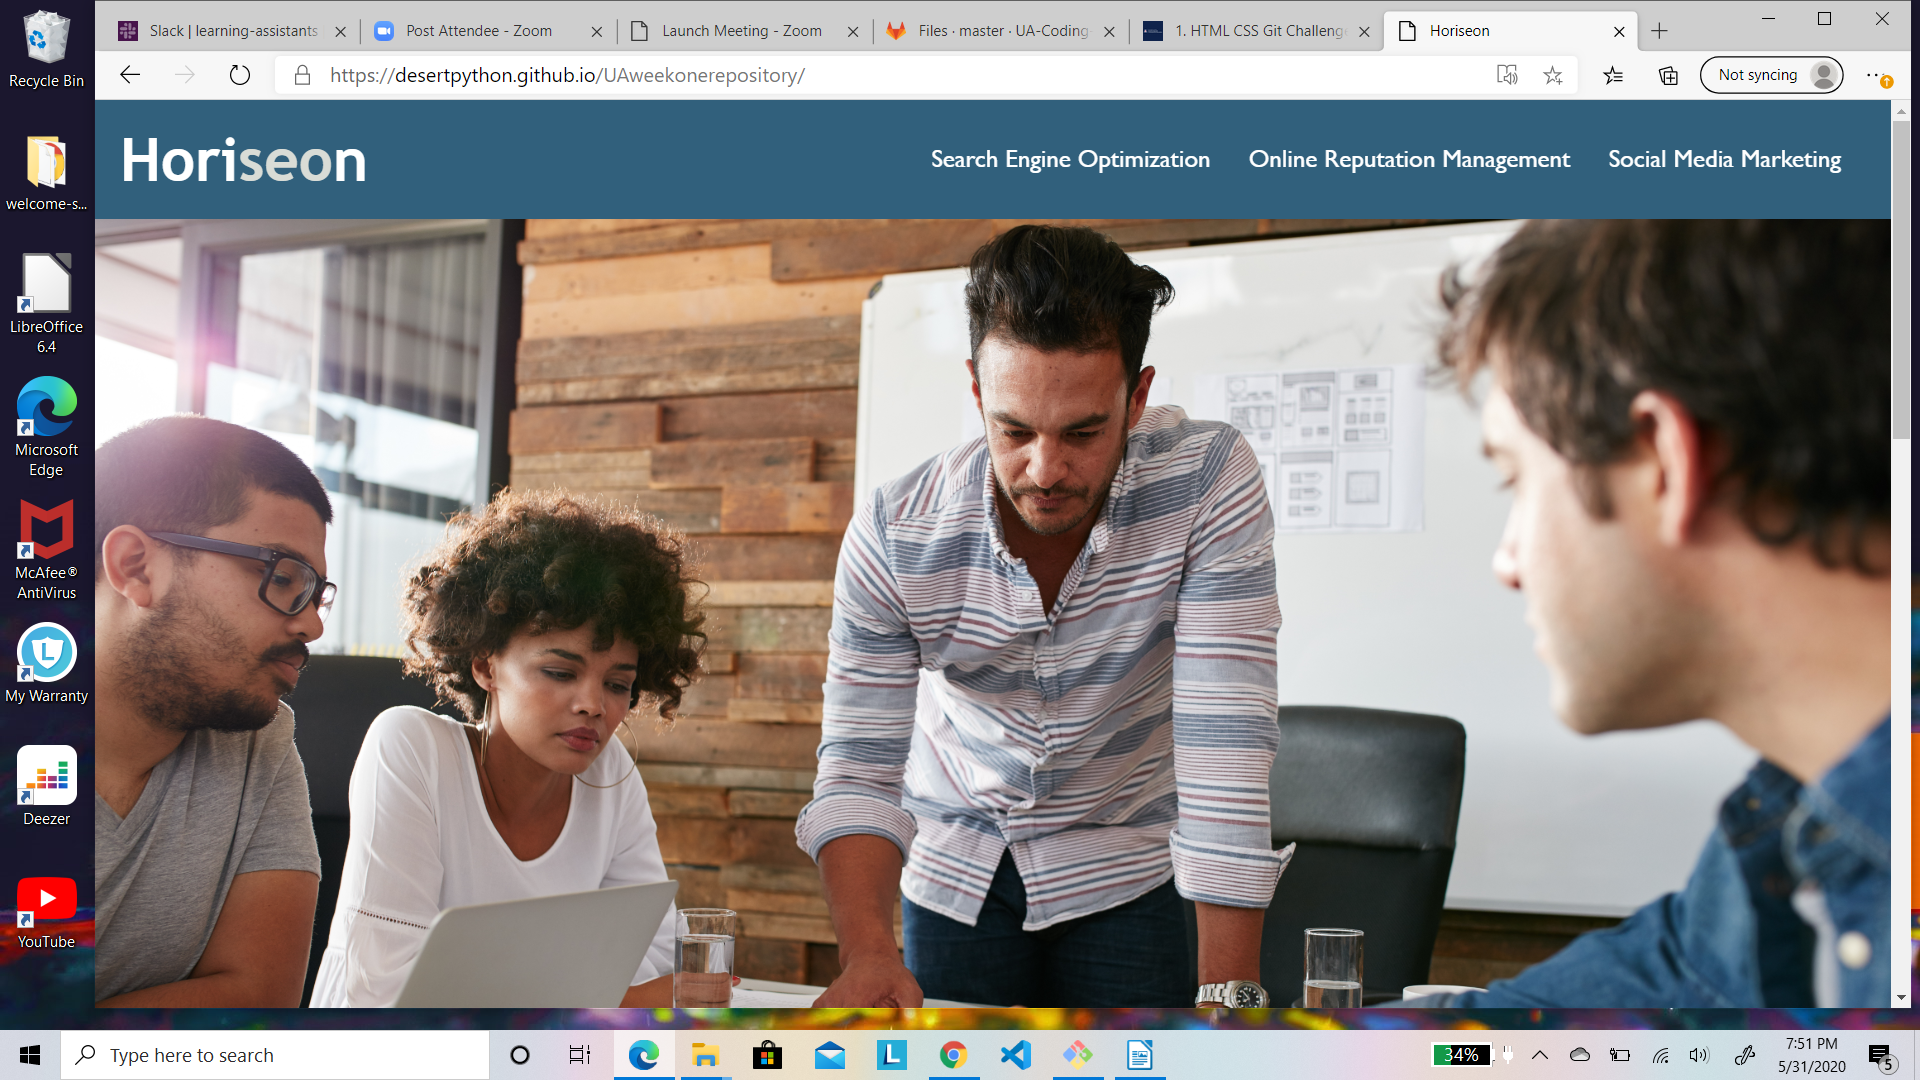 Slack | learning-assistants
Post Attendee - Zoom
Launch Meeting - Zoom
Files · master · UA-Coding-
1. HTML CSS Git Challenge
Horiseon
https://desertpython.github.io/UAweekonerepository/
Not syncing
Horiseon
Search Engine Optimization
Online Reputation Management
Social Media Marketing
Recycle Bin
welcome-s...
LibreOffice
6.4
Microsoft
Edge
McAfee®
AntiVirus
My Warranty
Deezer
YouTube
Type here to search
34%
7:51 PM
5/31/2020
5